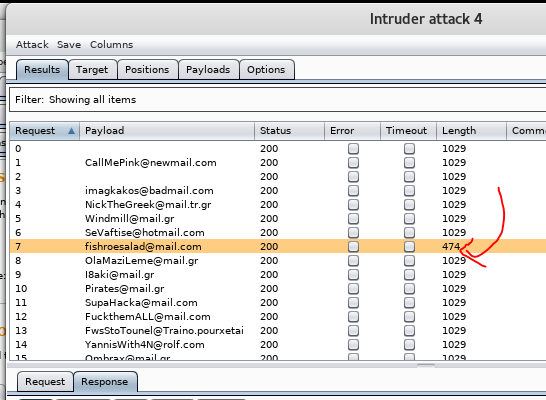 Intruder attack 4
Attack Save Columns
Results Target Positions Payloads Options
Filter: Showing all items
Request Payload Status Error Timeout Length
0 200 1029
1 CallMePink@newmail.com 200 1029
2 200 1029
3 imagkakos@badmail.com 200 1029
4 NickTheGreek@mail.tr.gr 200 1029
5 Windmill@mail.gr 200 1029
6 SeVaftise@hotmail.com 200 1029
7 fishroesalad@mail.com 200 474
8 OlaMaziLeme@mail.gr 200 1029
9 I8aki@mail.gr 200 1029
10 Pirates@mail.gr 200 1029
11 SupaHacka@mail.com 200 1029
12 FuckthemALL@mail.com 200 1029
13 FwsStoTounel@Traino.pourxetai 200 1029
14 YannisWith4N@rolf.com 200 1029
15 Ombrax@mail.gr 200 1029
Request Response